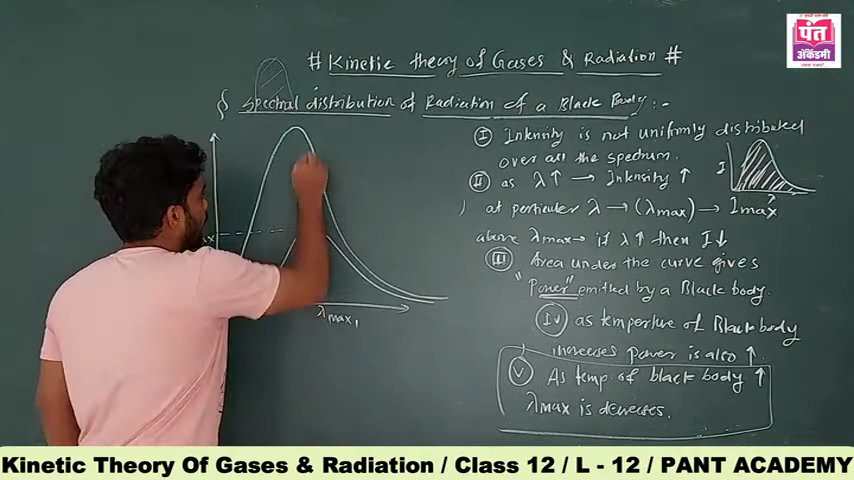 पंत
अ‍ॅकॅडमी
# Kinetic theory of Gases & Radiation #
§ Spectral distribution of Radiation of a Black Body :-
I Intensity is not uniformly distributed
over all the spectrum.
II as λ↑ → Intensity ↑
at particular λ → (λmax) → Imax
above λmax → if λ↑ then I↓
III Area under the curve gives
"Power" emitted by a Black body.
IV as temperture of Black body
increases power is also ↑.
V As temp. of black body ↑
λmax is decreases.
I
λ
λmax₁
Kinetic Theory Of Gases & Radiation / Class 12 / L - 12 / PANT ACADEMY